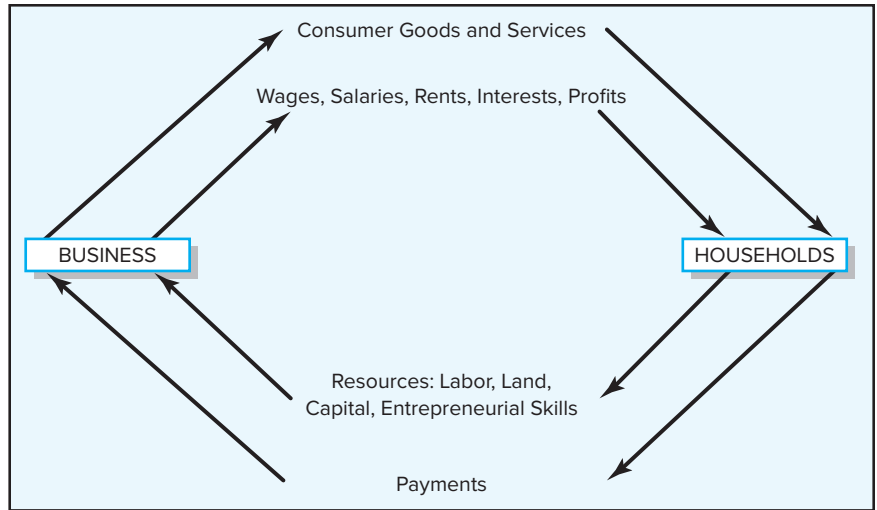 Consumer Goods and Services
Wages, Salaries, Rents, Interests, Profits
BUSINESS
HOUSEHOLDS
Resources: Labor, Land,
Capital, Entrepreneurial Skills
Payments